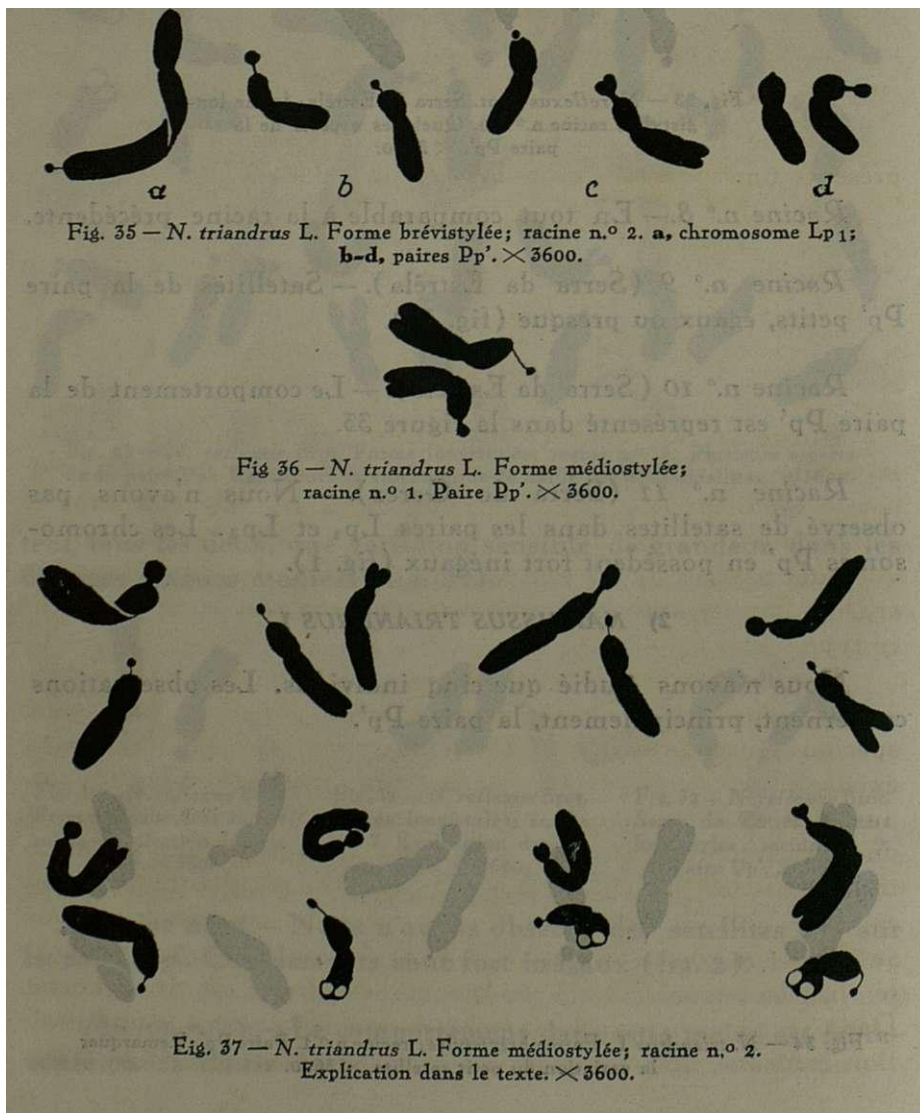 a b c d
Fig. 35 — N. triandrus L. Forme brévistylée; racine n.º 2. a, chromosome Lp₁;
b-d, paires Pp'. × 3600.
Fig 36 — N. triandrus L. Forme médiostylée;
racine n.º 1. Paire Pp'. × 3600.
Eig. 37 — N. triandrus L. Forme médiostylée; racine n,º 2.
Explication dans le texte. × 3600.